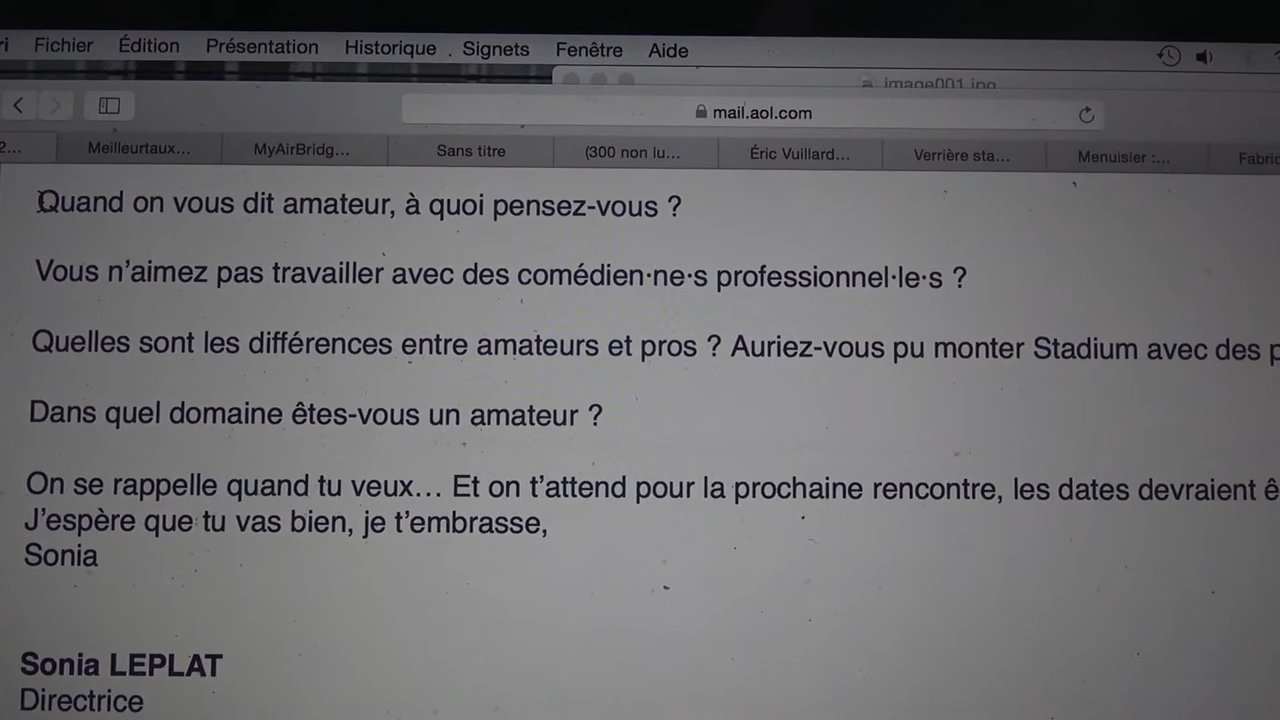 Fichier Édition Présentation Historique Signets Fenêtre Aide
image001.jpg
mail.aol.com
2... Meilleurtaux... MyAirBridg... Sans titre (300 non lu... Éric Vuillard... Verrière sta... Menuisier :... Fabric
Quand on vous dit amateur, à quoi pensez-vous ?
Vous n'aimez pas travailler avec des comédien·ne·s professionnel·le·s ?
Quelles sont les différences entre amateurs et pros ? Auriez-vous pu monter Stadium avec des
Dans quel domaine êtes-vous un amateur ?
On se rappelle quand tu veux... Et on t'attend pour la prochaine rencontre, les dates devraient
J'espère que tu vas bien, je t'embrasse,
Sonia
Sonia LEPLAT
Directrice